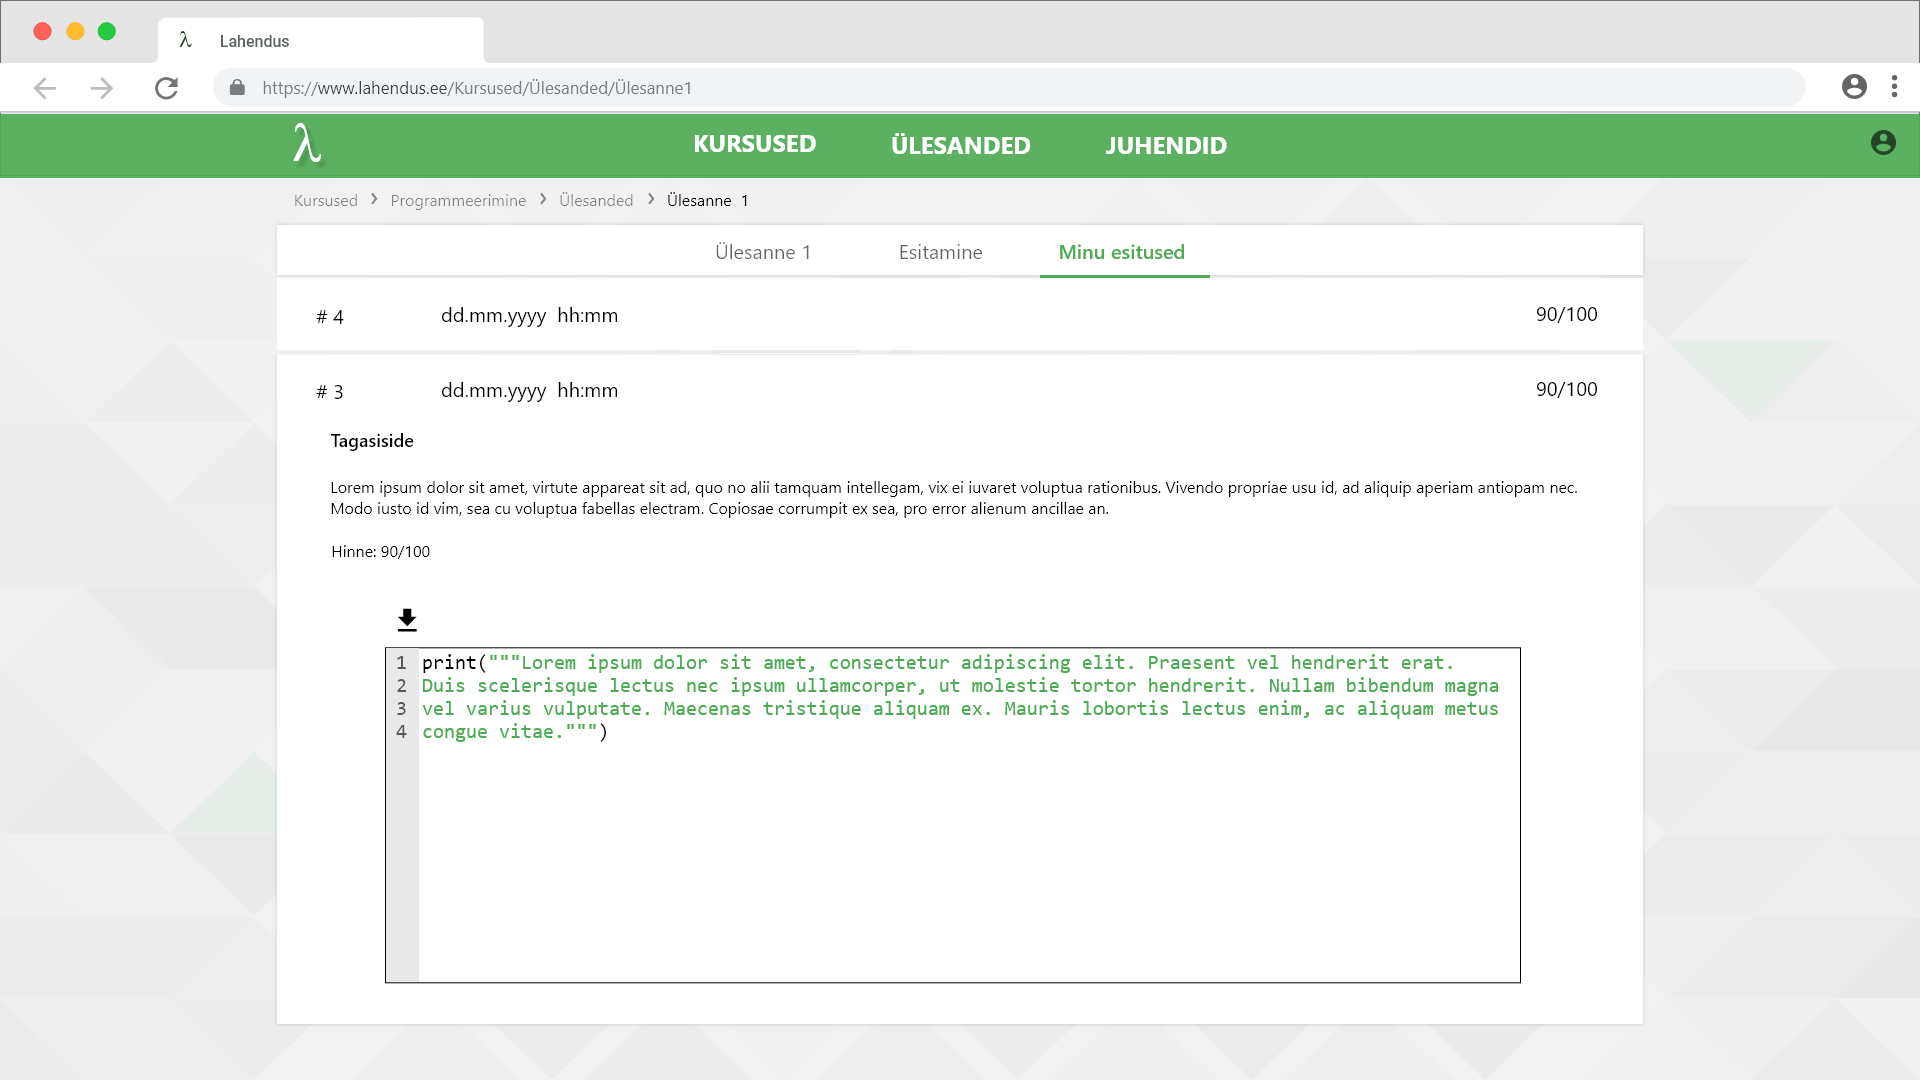 λ Lahendus
https://www.lahendus.ee/Kursused/Ülesanded/Ülesanne1
λ KURSUSED ÜLESANDED JUHENDID
Kursused > Programmeerimine > Ülesanded > Ülesanne 1
Ülesanne 1 Esitamine Minu esitused
# 4 dd.mm.yyyy hh:mm 90/100
# 3 dd.mm.yyyy hh:mm 90/100
Tagasiside
Lorem ipsum dolor sit amet, virtute appareat sit ad, quo no alii tamquam intellegam, vix ei iuvaret voluptua rationibus. Vivendo propriae usu id, ad aliquip aperiam antiopam nec.
Modo iusto id vim, sea cu voluptua fabellas electram. Copiosae corrumpit ex sea, pro error alienum ancillae an.
Hinne: 90/100
1 print("""Lorem ipsum dolor sit amet, consectetur adipiscing elit. Praesent vel hendrerit erat.
2 Duis scelerisque lectus nec ipsum ullamcorper, ut molestie tortor hendrerit. Nullam bibendum magna
3 vel varius vulputate. Maecenas tristique aliquam ex. Mauris lobortis lectus enim, ac aliquam metus
4 congue vitae.""")